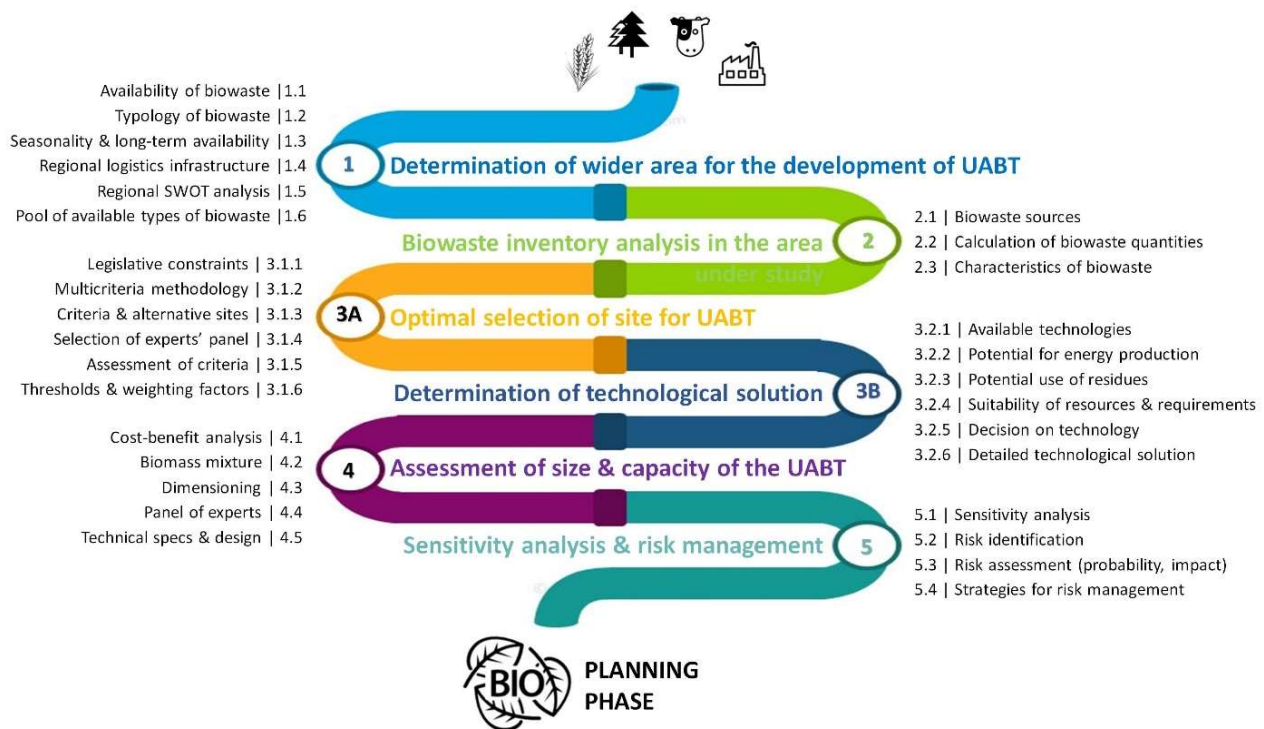 Availability of biowaste |1.1
Typology of biowaste |1.2
Seasonality & long-term availability |1.3
Regional logistics infrastructure |1.4
Regional SWOT analysis |1.5
Pool of available types of biowaste |1.6
1
Determination of wider area for the development of UABT
Biowaste inventory analysis in the area
under study
2
2.1 | Biowaste sources
2.2 | Calculation of biowaste quantities
2.3 | Characteristics of biowaste
Legislative constraints | 3.1.1
Multicriteria methodology | 3.1.2
Criteria & alternative sites | 3.1.3
Selection of experts' panel | 3.1.4
Assessment of criteria | 3.1.5
Thresholds & weighting factors | 3.1.6
3A
Optimal selection of site for UABT
Determination of technological solution
3B
3.2.1 | Available technologies
3.2.2 | Potential for energy production
3.2.3 | Potential use of residues
3.2.4 | Suitability of resources & requirements
3.2.5 | Decision on technology
3.2.6 | Detailed technological solution
Cost-benefit analysis | 4.1
Biomass mixture | 4.2
Dimensioning | 4.3
Panel of experts | 4.4
Technical specs & design | 4.5
4
Assessment of size & capacity of the UABT
Sensitivity analysis & risk management
5
5.1 | Sensitivity analysis
5.2 | Risk identification
5.3 | Risk assessment (probability, impact)
5.4 | Strategies for risk management
BIO
PLANNING
PHASE